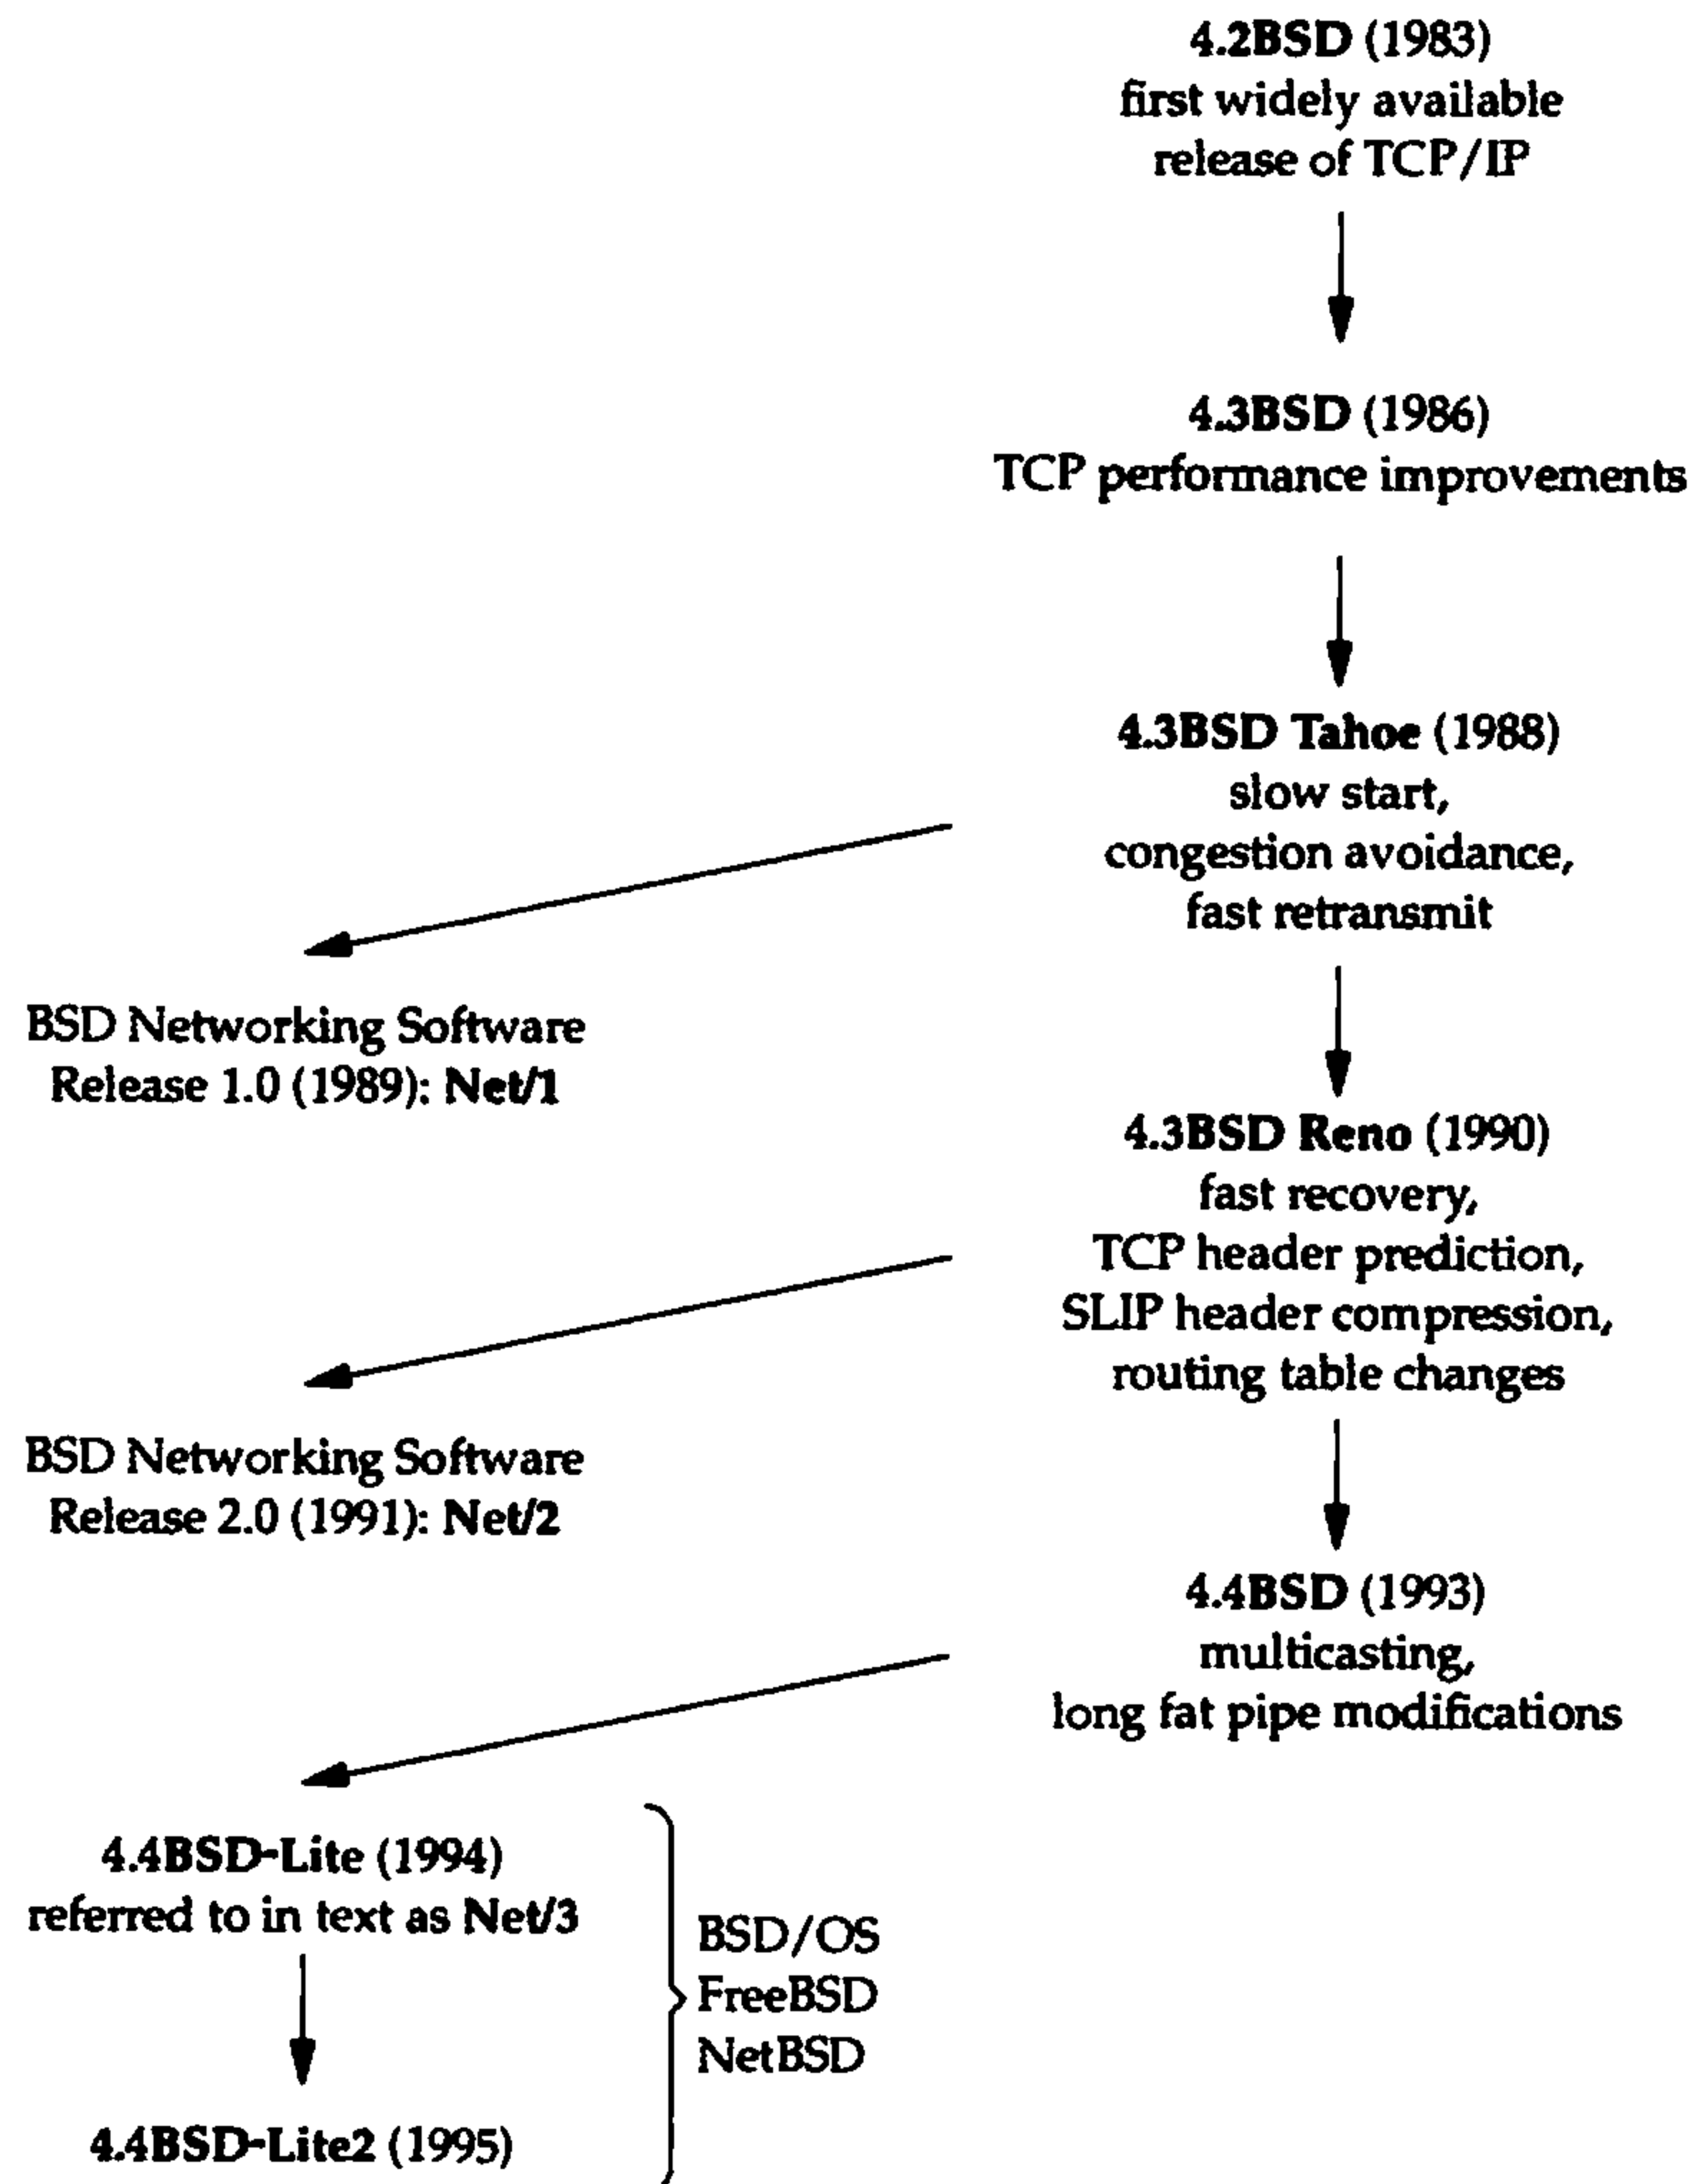 4.2BSD (1983)
first widely available
release of TCP/IP
4.3BSD (1986)
TCP performance improvements
4.3BSD Tahoe (1988)
slow start,
congestion avoidance,
fast retransmit
BSD Networking Software
Release 1.0 (1989): Net/1
4.3BSD Reno (1990)
fast recovery,
TCP header prediction,
SLIP header compression,
routing table changes
BSD Networking Software
Release 2.0 (1991): Net/2
4.4BSD (1993)
multicasting,
long fat pipe modifications
4.4BSD-Lite (1994)
referred to in text as Net/3
BSD/OS
FreeBSD
NetBSD
4.4BSD-Lite2 (1995)